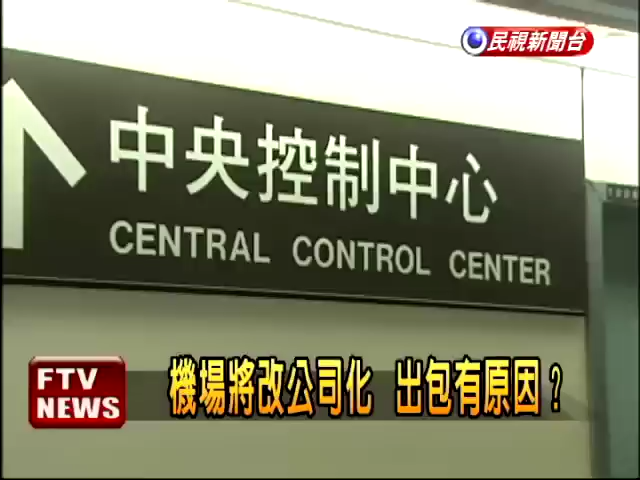 民視新聞台
中央控制中心
CENTRAL CONTROL CENTER
FTV
NEWS
機場將改公司化 出包有原因？